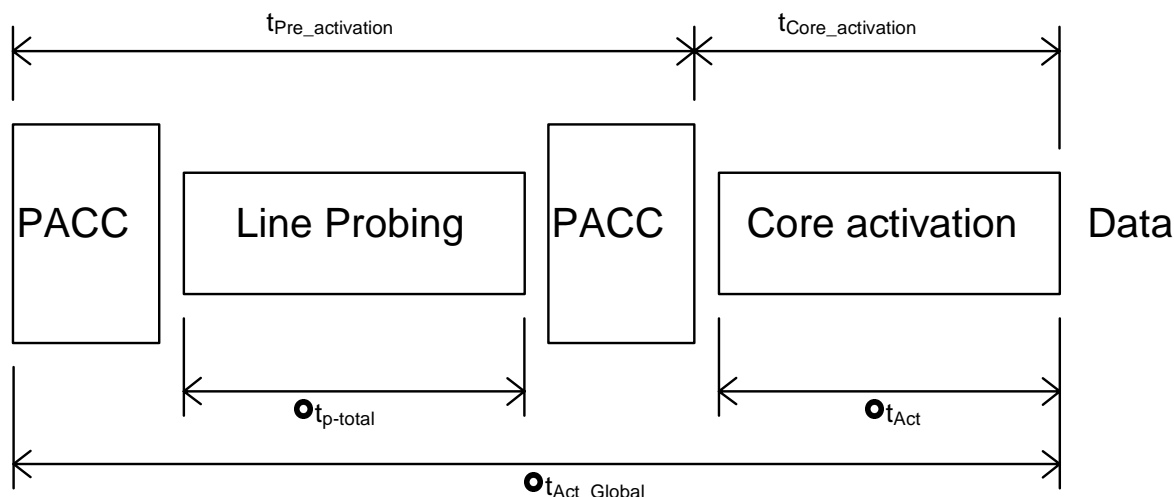 tPre_activation
tCore_activation
PACC
Line Probing
PACC
Core activation
Data
tp-total
tAct
tAct_Global